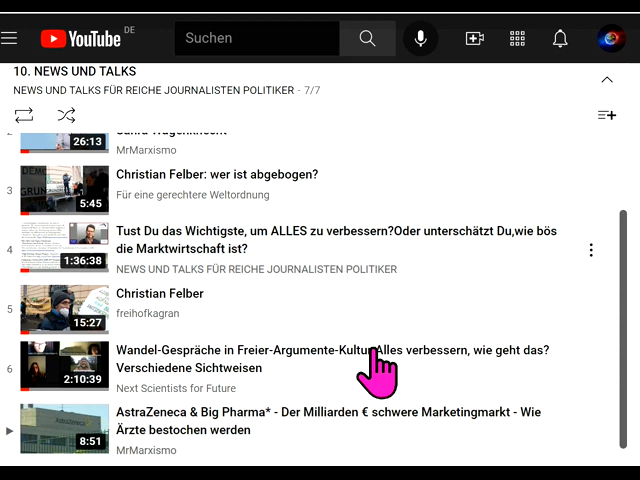 YouTube DE
Suchen
10. NEWS UND TALKS
NEWS UND TALKS FÜR REICHE JOURNALISTEN POLITIKER - 7/7
26:13
MrMarxismo
3
Christian Felber: wer ist abgebogen?
Für eine gerechtere Weltordnung
5:45
4
Tust Du das Wichtigste, um ALLES zu verbessern?Oder unterschätzt Du,wie bös
die Marktwirtschaft ist?
NEWS UND TALKS FÜR REICHE JOURNALISTEN POLITIKER
1:36:38
5
Christian Felber
freihofkagran
15:27
6
Wandel-Gespräche in Freier-Argumente-Kultur Alles verbessern, wie geht das?
Verschiedene Sichtweisen
Next Scientists for Future
2:10:39
AstraZeneca & Big Pharma* - Der Milliarden € schwere Marketingmarkt - Wie
Ärzte bestochen werden
MrMarxismo
8:51